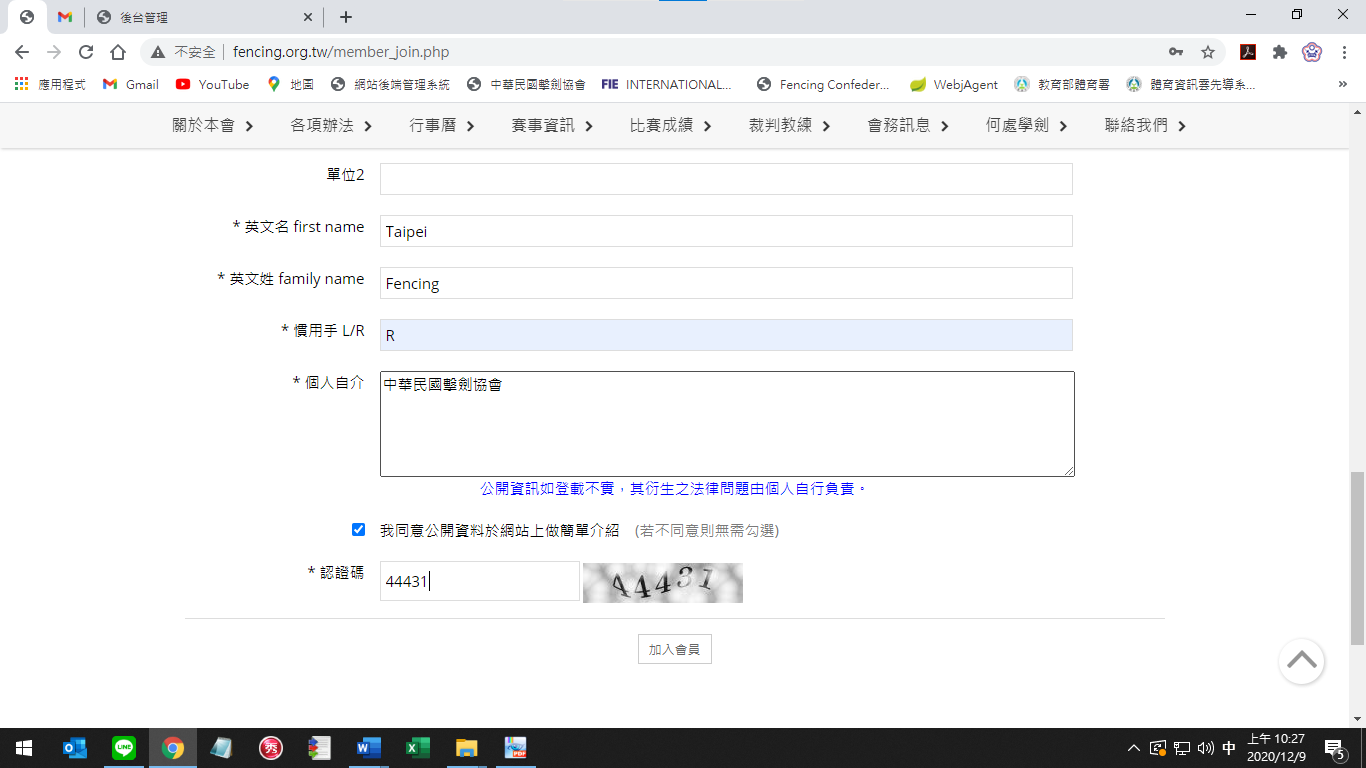 後台管理
不安全 fencing.org.tw/member_join.php
應用程式 Gmail YouTube 地圖 網站後端管理系統 中華民國擊劍協會 FIE INTERNATIONAL... Fencing Confeder... WebjAgent 教育部體育署 體育資訊雲先導系...
關於本會 各項辦法 行事曆 賽事資訊 比賽成績 裁判教練 會務訊息 何處學劍 聯絡我們
單位2
* 英文名 first name Taipei
* 英文姓 family name Fencing
* 慣用手 L/R R
* 個人自介 中華民國擊劍協會
公開資訊如登載不實，其衍生之法律問題由個人自行負責。
我同意公開資料於網站上做簡單介紹 (若不同意則無需勾選)
* 認證碼 44431 44431
加入會員
中 上午 10:27
2020/12/9
5